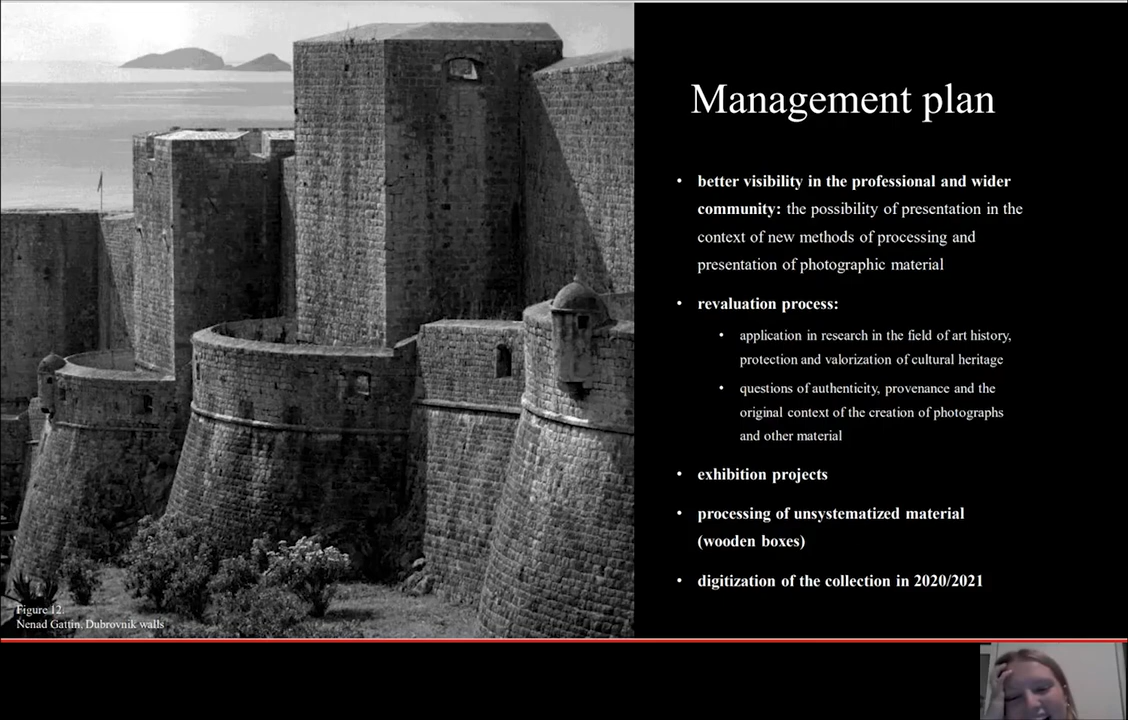 Management plan
• better visibility in the professional and wider
community: the possibility of presentation in the
context of new methods of processing and
presentation of photographic material
• revaluation process:
• application in research in the field of art history,
protection and valorization of cultural heritage
• questions of authenticity, provenance and the
original context of the creation of photographs
and other material
• exhibition projects
• processing of unsystematized material
(wooden boxes)
• digitization of the collection in 2020/2021
Figure 12.
Nenad Gattin, Dubrovnik walls